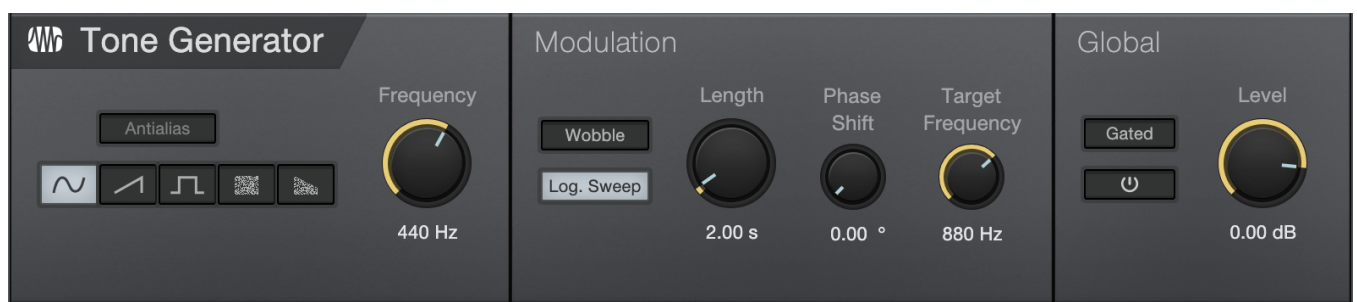 Tone Generator
Antialias
Frequency
440 Hz
Modulation
Wobble
Log. Sweep
Length
2.00 s
Phase
Shift
0.00 °
Target
Frequency
880 Hz
Global
Gated
Level
0.00 dB